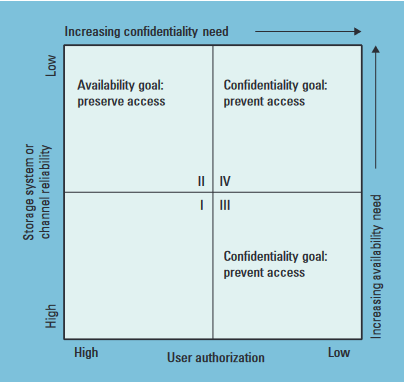 Increasing confidentiality need
Low
Availability goal:
preserve access
Confidentiality goal:
prevent access
Storage system or
channel reliability
II IV
I III
Increasing availability need
Confidentiality goal:
prevent access
High
High
User authorization
Low